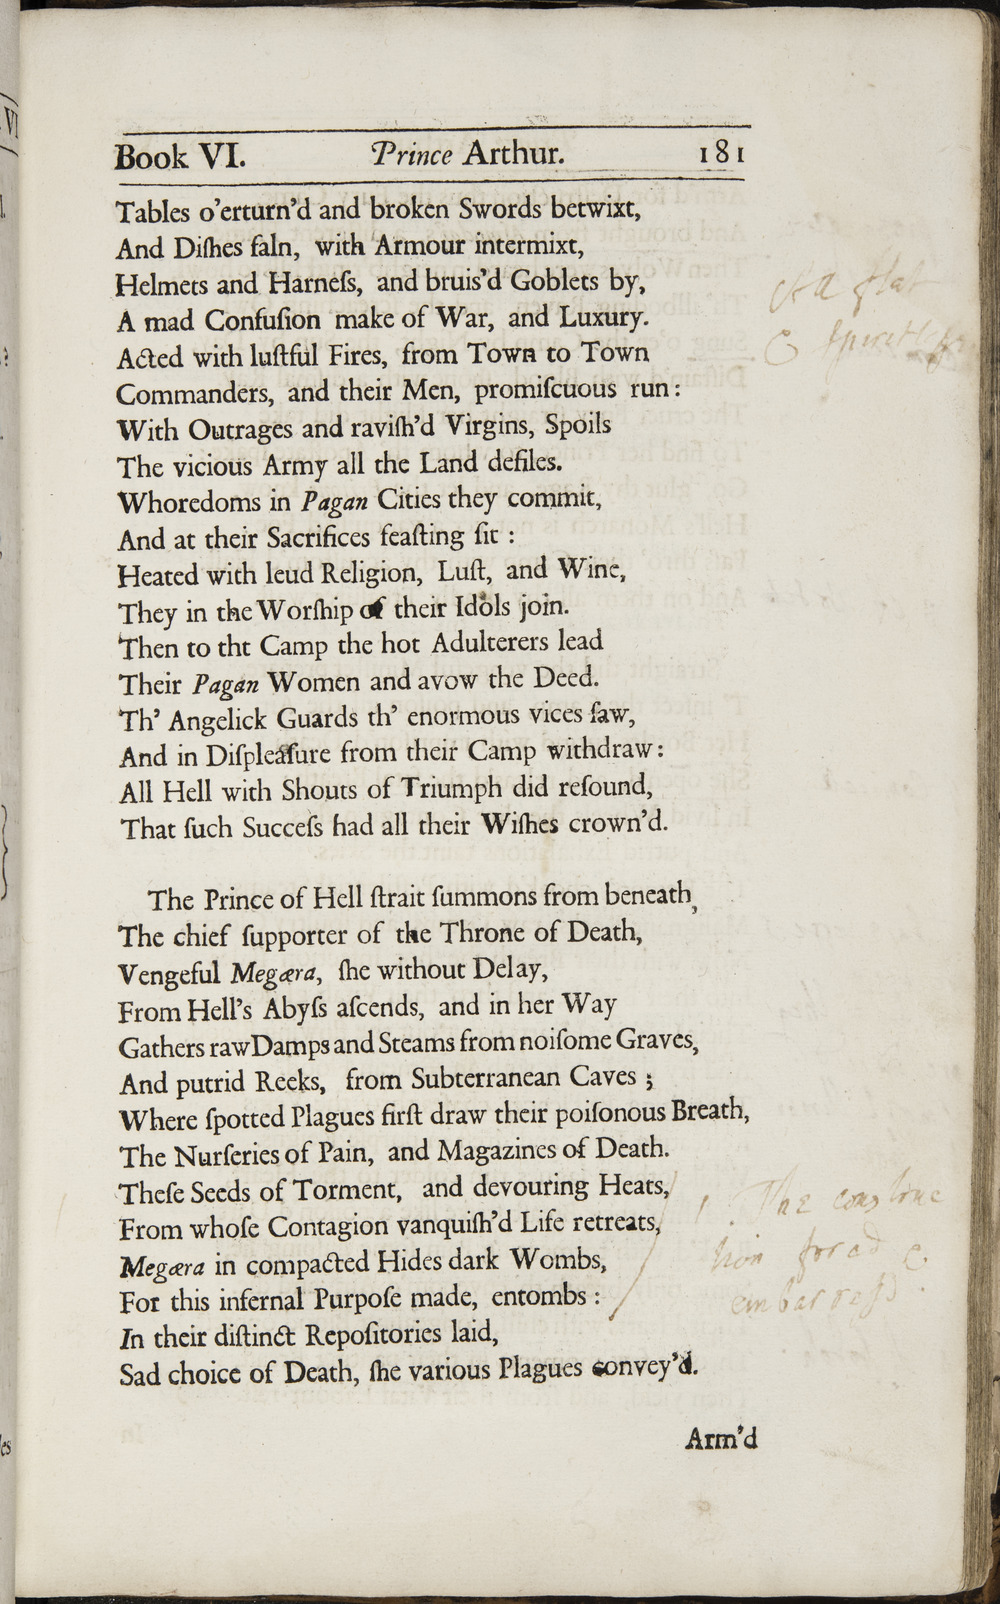 Book VI. Prince Arthur. 181
Tables o'erturn'd and broken Swords betwixt,
And Diſhes faln, with Armour intermixt,
Helmets and Harneſs, and bruis'd Goblets by,
A mad Confuſion make of War, and Luxury.
Acted with luſtful Fires, from Town to Town
Commanders, and their Men, promiſcuous run:
With Outrages and raviſh'd Virgins, Spoils
The vicious Army all the Land defiles.
Whoredoms in Pagan Cities they commit,
And at their Sacrifices feaſting ſit :
Heated with leud Religion, Luſt, and Wine,
They in the Worſhip of their Idols join.
Then to tht Camp the hot Adulterers lead
Their Pagan Women and avow the Deed.
Th' Angelick Guards th' enormous vices ſaw,
And in Diſpleaſure from their Camp withdraw:
All Hell with Shouts of Triumph did reſound,
That ſuch Succeſs had all their Wiſhes crown'd.
The Prince of Hell ſtrait ſummons from beneath,
The chief ſupporter of the Throne of Death,
Vengeful Megæra, ſhe without Delay,
From Hell's Abyſs aſcends, and in her Way
Gathers raw Damps and Steams from noiſome Graves,
And putrid Reeks, from Subterranean Caves ;
Where ſpotted Plagues firſt draw their poiſonous Breath,
The Nurſeries of Pain, and Magazines of Death.
Theſe Seeds of Torment, and devouring Heats,
From whoſe Contagion vanquiſh'd Life retreats,
Megæra in compacted Hides dark Wombs,
For this infernal Purpoſe made, entombs :
In their diſtinct Repoſitories laid,
Sad choice of Death, ſhe various Plagues convey'd.
Arm'd
flat
ſpiritleſs
The conſtruc
tion forcd &
embarreſd